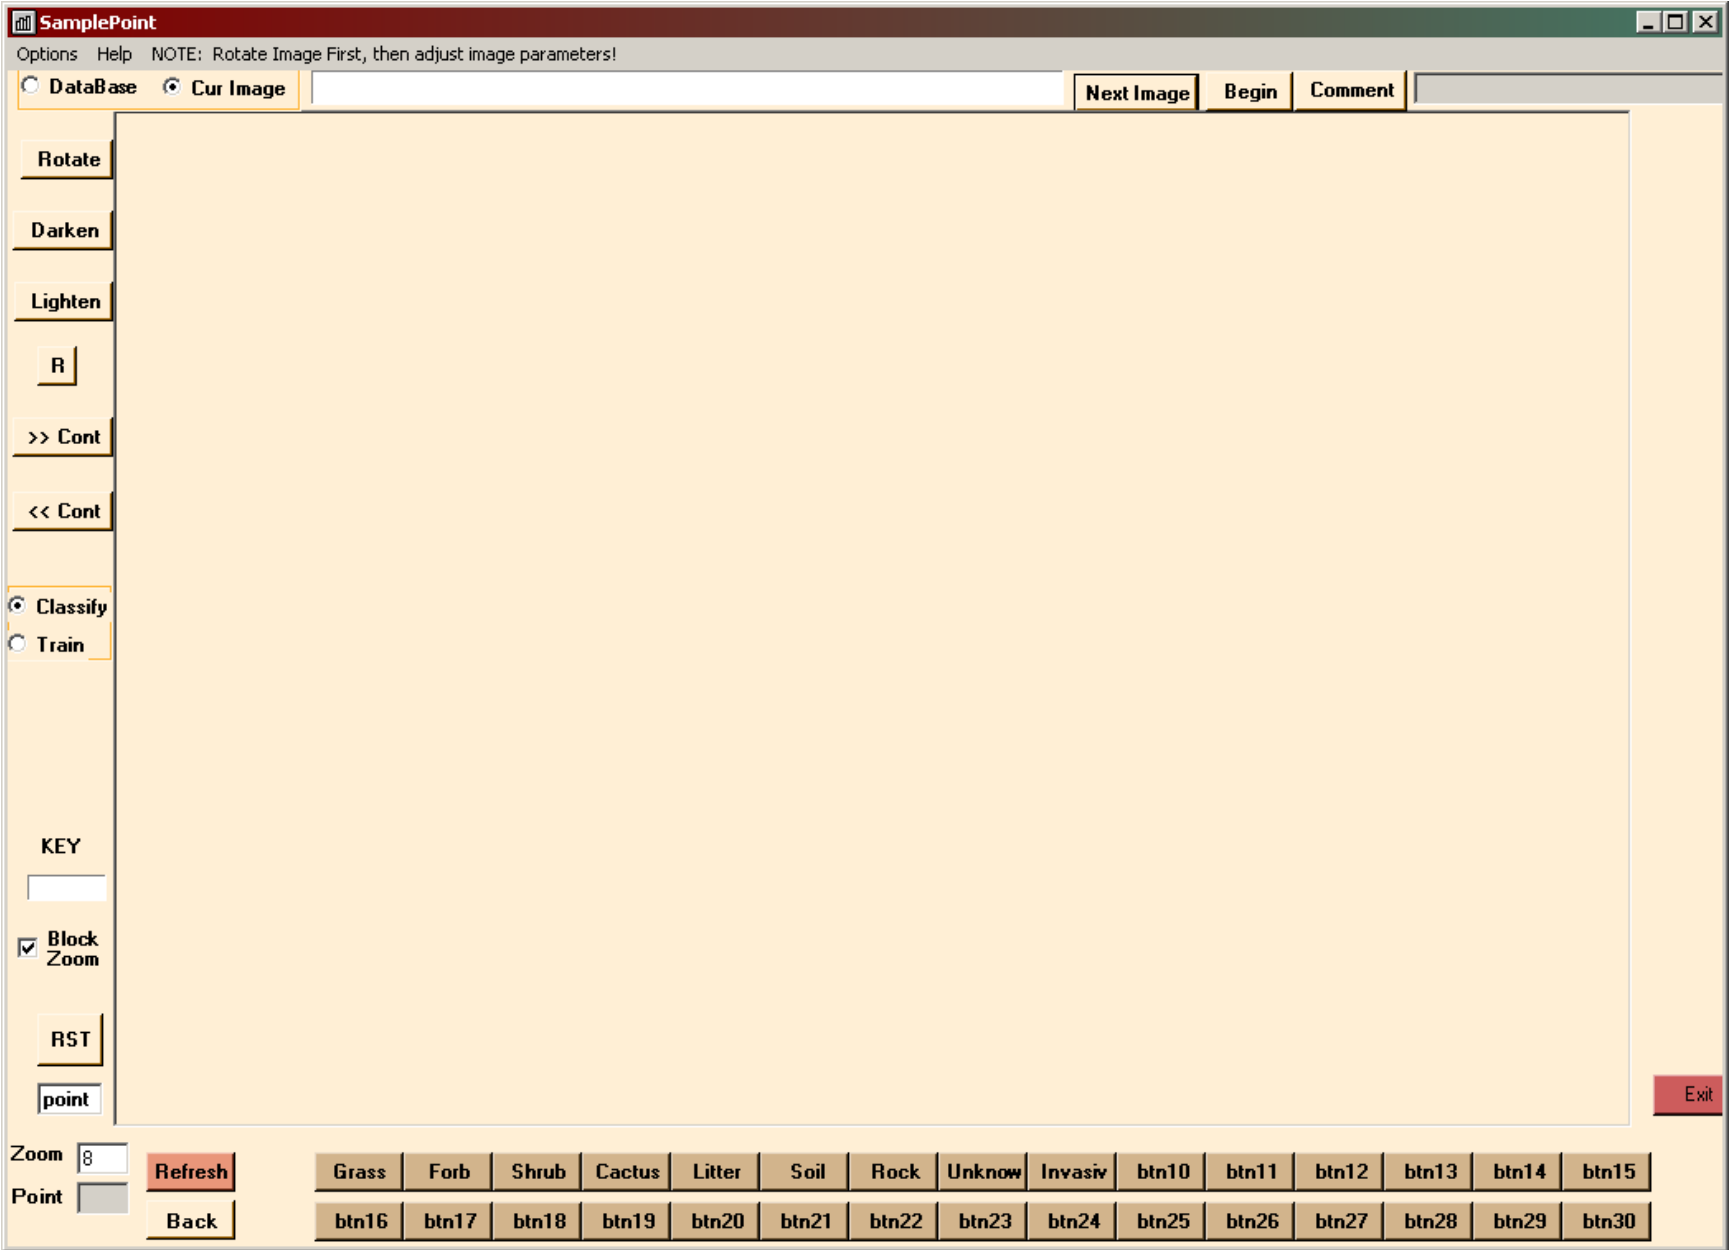 SamplePoint
Options Help NOTE: Rotate Image First, then adjust image parameters!
DataBase Cur Image Next Image Begin Comment
Rotate
Darken
Lighten
R
>> Cont
<< Cont
Classify
Train
KEY
Block
Zoom
RST
point
Exit
Zoom 8
Refresh Grass Forb Shrub Cactus Litter Soil Rock Unknow Invasiv btn10 btn11 btn12 btn13 btn14 btn15
Point
Back btn16 btn17 btn18 btn19 btn20 btn21 btn22 btn23 btn24 btn25 btn26 btn27 btn28 btn29 btn30